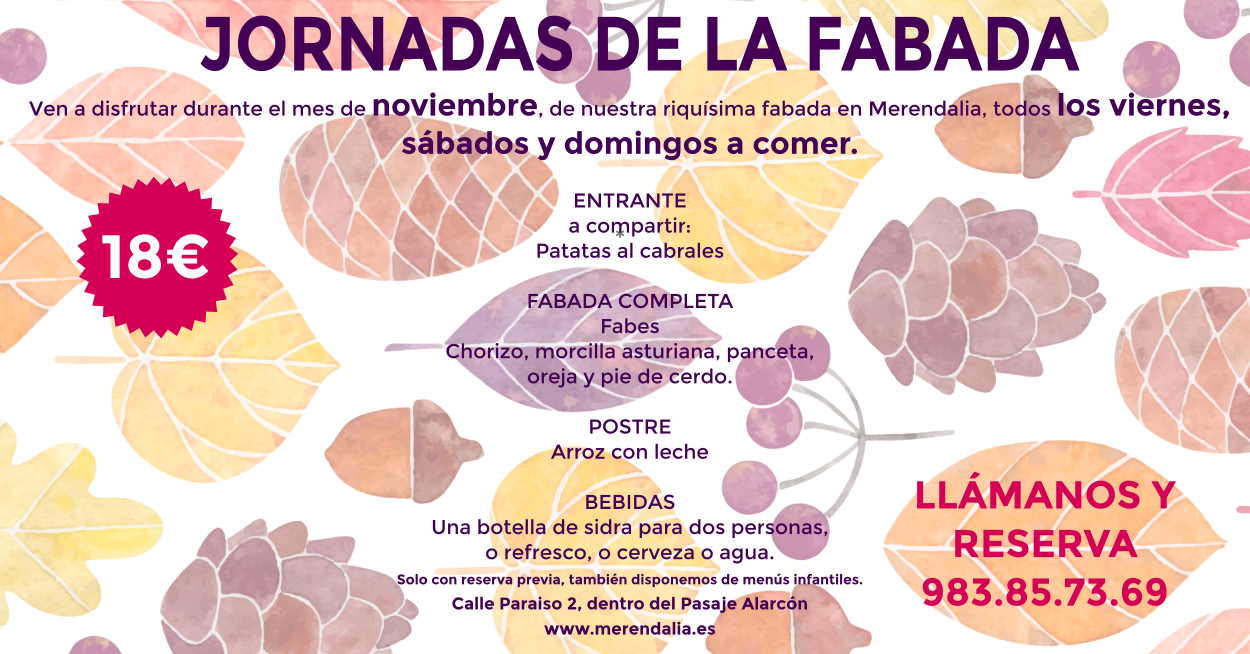 JORNADAS DE LA FABADA
Ven a disfrutar durante el mes de noviembre, de nuestra riquísima fabada en Merendalia, todos los viernes,
sábados y domingos a comer.
18€
ENTRANTE
a compartir:
*
Patatas al cabrales
FABADA COMPLETA
Fabes
Chorizo, morcilla asturiana, panceta,
oreja y pie de cerdo.
POSTRE
Arroz con leche
BEBIDAS
Una botella de sidra para dos personas,
o refresco, o cerveza o agua.
Solo con reserva previa, también disponemos de menús infantiles.
Calle Paraiso 2, dentro del Pasaje Alarcón
www.merendalia.es
LLÁMANOS Y
RESERVA
983.85.73.69